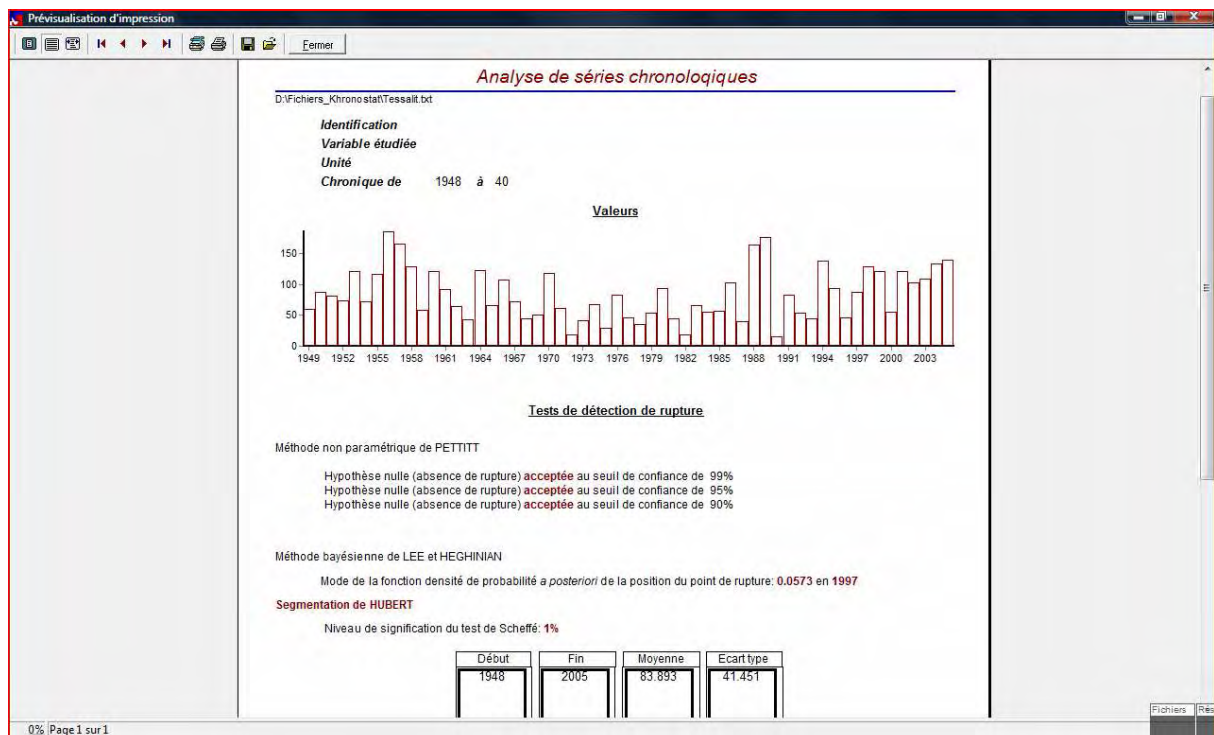 Prévisualisation d'impression
Fermer
Analyse de séries chronologiques
D:\Fichiers_Khronostat\Tessalit.txt
Identification
Variable étudiée
Unité
Chronique de 1948 à 40
Valeurs
150
100
50
0
1949 1952 1955 1958 1961 1964 1967 1970 1973 1976 1979 1982 1985 1988 1991 1994 1997 2000 2003
Tests de détection de rupture
Méthode non paramétrique de PETTITT
Hypothèse nulle (absence de rupture) acceptée au seuil de confiance de 99%
Hypothèse nulle (absence de rupture) acceptée au seuil de confiance de 95%
Hypothèse nulle (absence de rupture) acceptée au seuil de confiance de 90%
Méthode bayésienne de LEE et HEGHINIAN
Mode de la fonction densité de probabilité a posteriori de la position du point de rupture: 0.0573 en 1997
Segmentation de HUBERT
Niveau de signification du test de Scheffé: 1%
Début Fin Moyenne Ecart type
1948 2005 83.893 41.451
Fichiers Rés
0% Page 1 sur 1